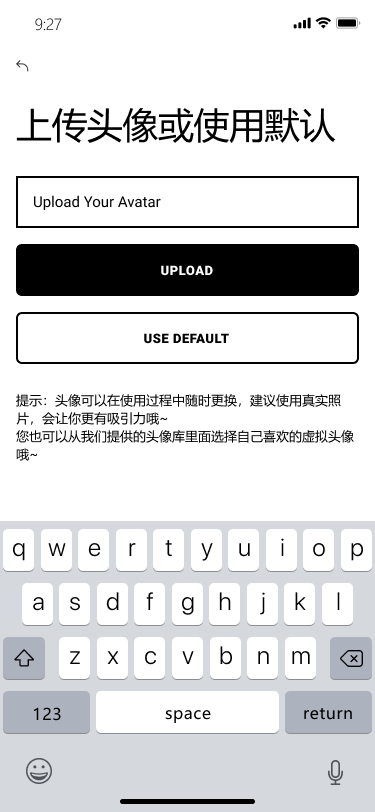 9:27
上传头像或使用默认
Upload Your Avatar
UPLOAD
USE DEFAULT
提示：头像可以在使用过程中随时更换，建议使用真实照
片，会让你更有吸引力哦~
您也可以从我们提供的头像库里面选择自己喜欢的虚拟头像
哦~
q w e r t y u i o p
a s d f g h j k l
z x c v b n m
123 space return